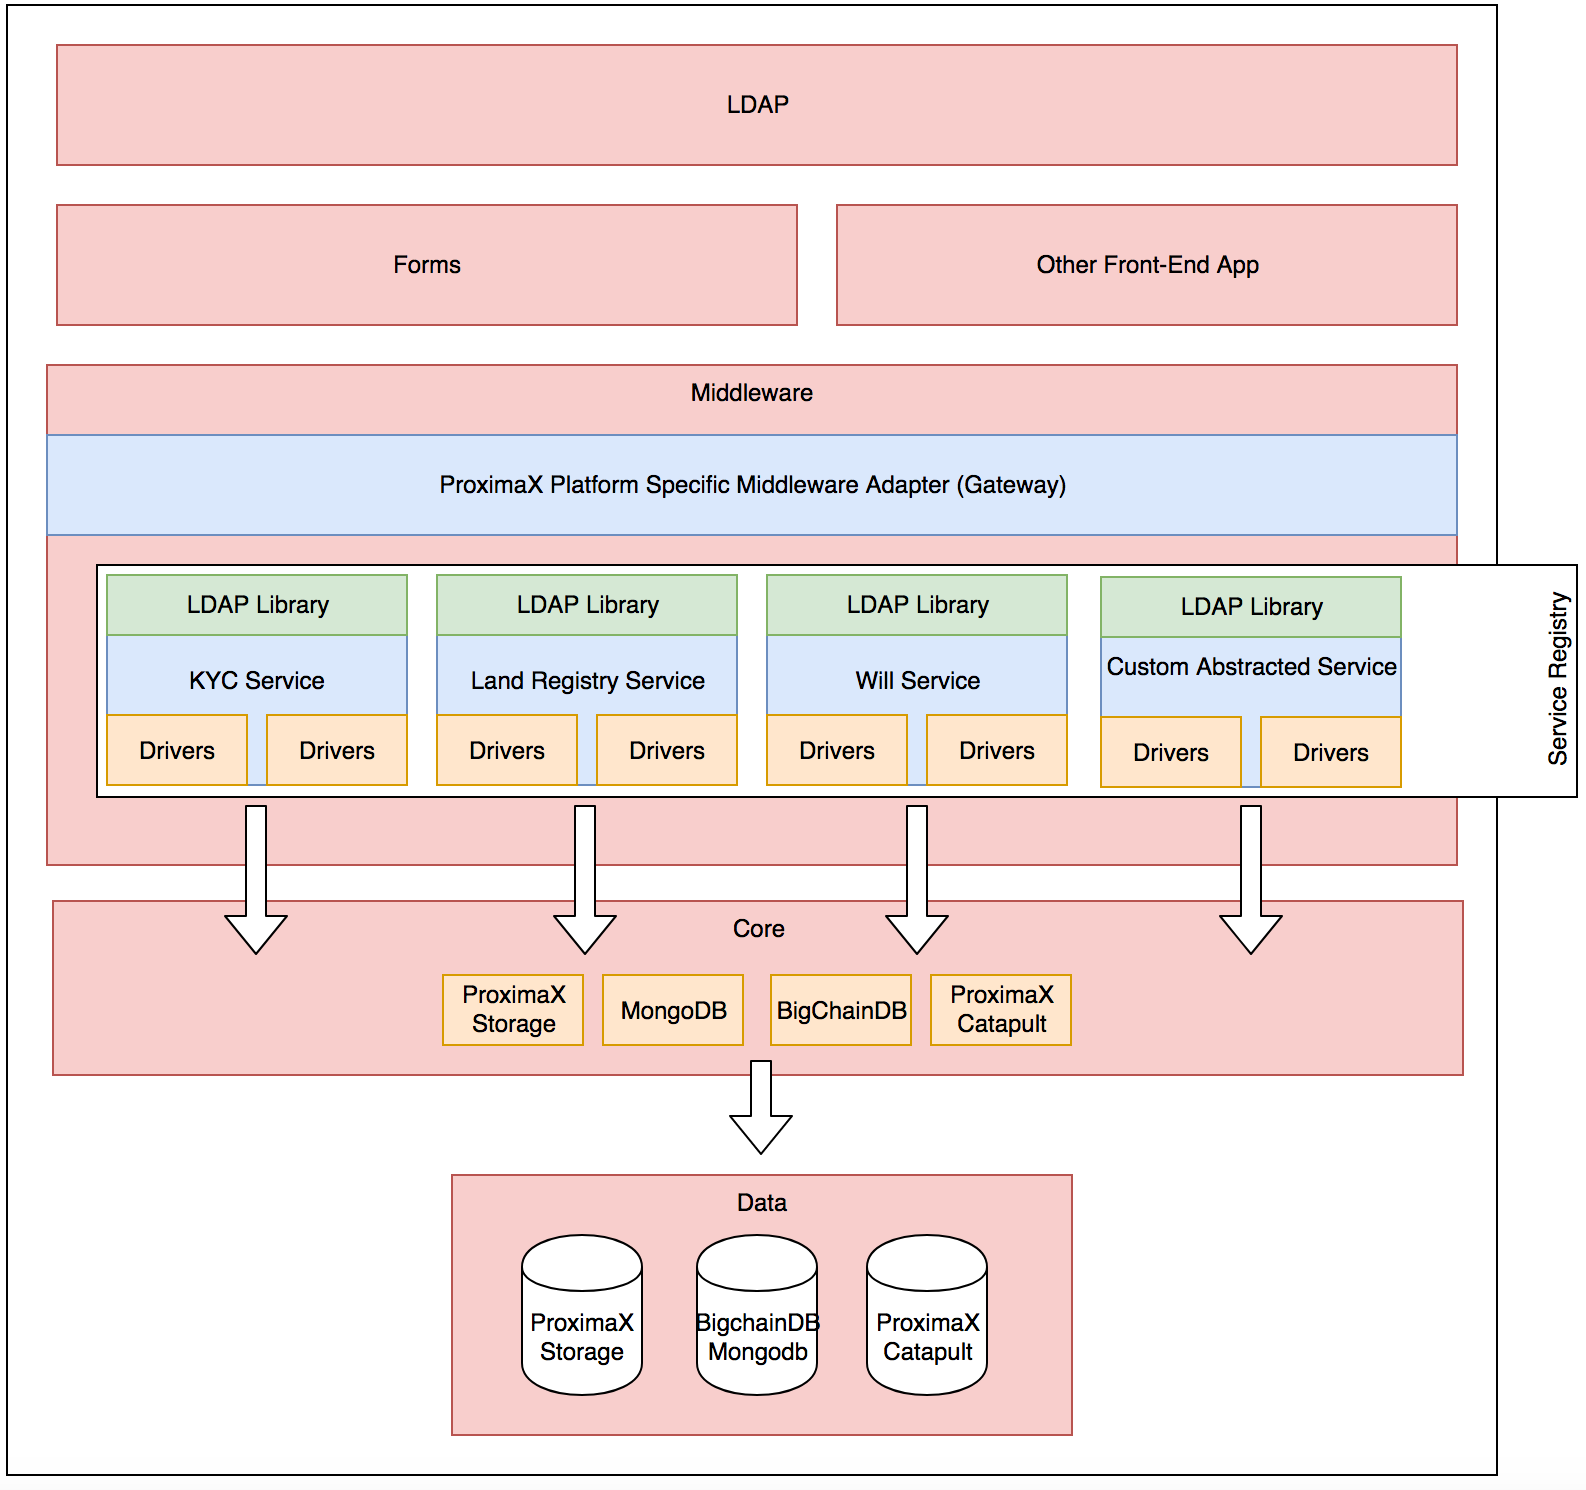 LDAP
Forms
Other Front-End App
Middleware
ProximaX Platform Specific Middleware Adapter (Gateway)
LDAP Library
LDAP Library
LDAP Library
LDAP Library
KYC Service
Land Registry Service
Will Service
Custom Abstracted Service
Drivers
Drivers
Drivers
Drivers
Drivers
Drivers
Drivers
Drivers
Service Registry
Core
ProximaX
Storage
MongoDB
BigChainDB
ProximaX
Catapult
Data
ProximaX
Storage
BigchainDB
Mongodb
ProximaX
Catapult